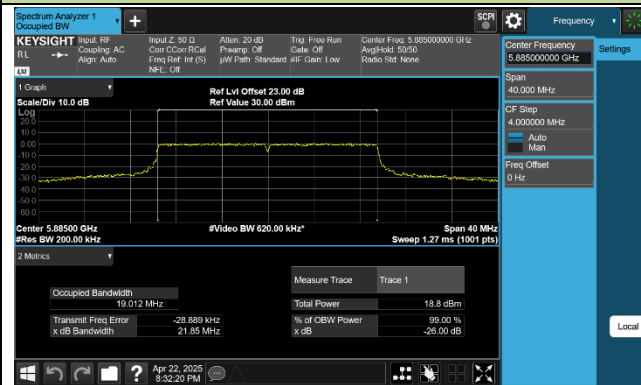 Spectrum Analyzer 1
Occupied BW
SCPI
Frequency
KEYSIGHT
RL
LXI
Input: RF
Coupling: AC
Align: Auto
Input Z: 50 Ω
Corr CCorr RCal
Freq Ref: Int (S)
NFE: Off
Atten: 20 dB
Preamp: Off
µW Path: Standard
Trig: Free Run
Gate: Off
#IF Gain: Low
Center Freq: 5.885000000 GHz
Avg|Hold: 50/50
Radio Std: None
Center Frequency
5.885000000 GHz
Settings
Span
40.000 MHz
CF Step
4.000000 MHz
Auto
Man
Freq Offset
0 Hz
1 Graph
Scale/Div 10.0 dB
Ref Lvl Offset 23.00 dB
Ref Value 30.00 dBm
Log
20.0
10.0
0.00
-10.0
-20.0
-30.0
-40.0
-50.0
-60.0
Center 5.88500 GHz
#Res BW 200.00 kHz
#Video BW 620.00 kHz*
Span 40 MHz
Sweep 1.27 ms (1001 pts)
2 Metrics
Measure Trace Trace 1
Occupied Bandwidth
19.012 MHz
Total Power 18.8 dBm
Transmit Freq Error -28.889 kHz
% of OBW Power 99.00 %
x dB Bandwidth 21.85 MHz
x dB -26.00 dB
Local
?
Apr 22, 2025
8:32:20 PM